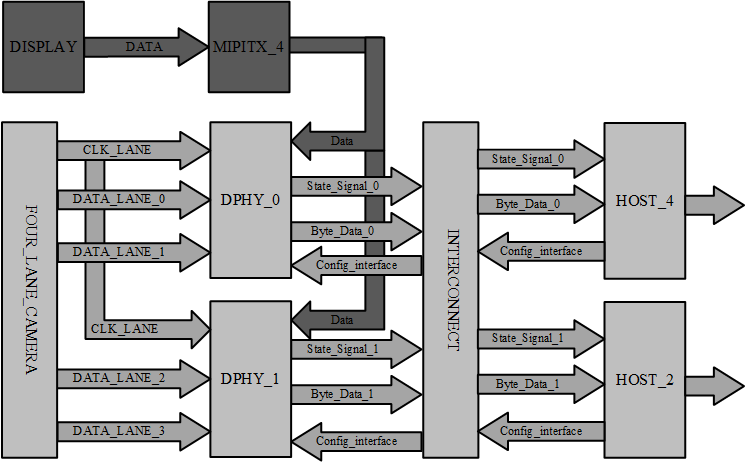 DISPLAY
DATA
MIPITX_4
FOUR_LANE_CAMERA
CLK_LANE
DATA_LANE_0
DATA_LANE_1
CLK_LANE
DATA_LANE_2
DATA_LANE_3
DPHY_0
DPHY_1
Data
State_Signal_0
Byte_Data_0
Config_interface
Data
State_Signal_1
Byte_Data_1
Config_interface
INTERCONNECT
State_Signal_0
Byte_Data_0
Config_interface
State_Signal_1
Byte_Data_1
Config_interface
HOST_4
HOST_2